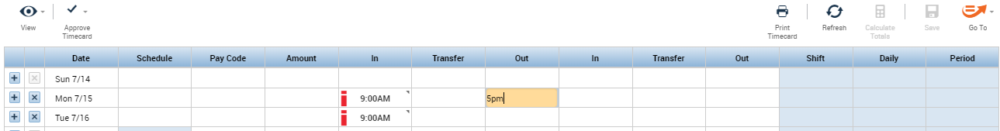 View
Approve
Timecard
Print
Timecard
Refresh
Calculate
Totals
Save
Go To
Date Schedule Pay Code Amount In Transfer Out In Transfer Out Shift Daily Period
Sun 7/14
Mon 7/15 9:00AM 5pm
Tue 7/16 9:00AM